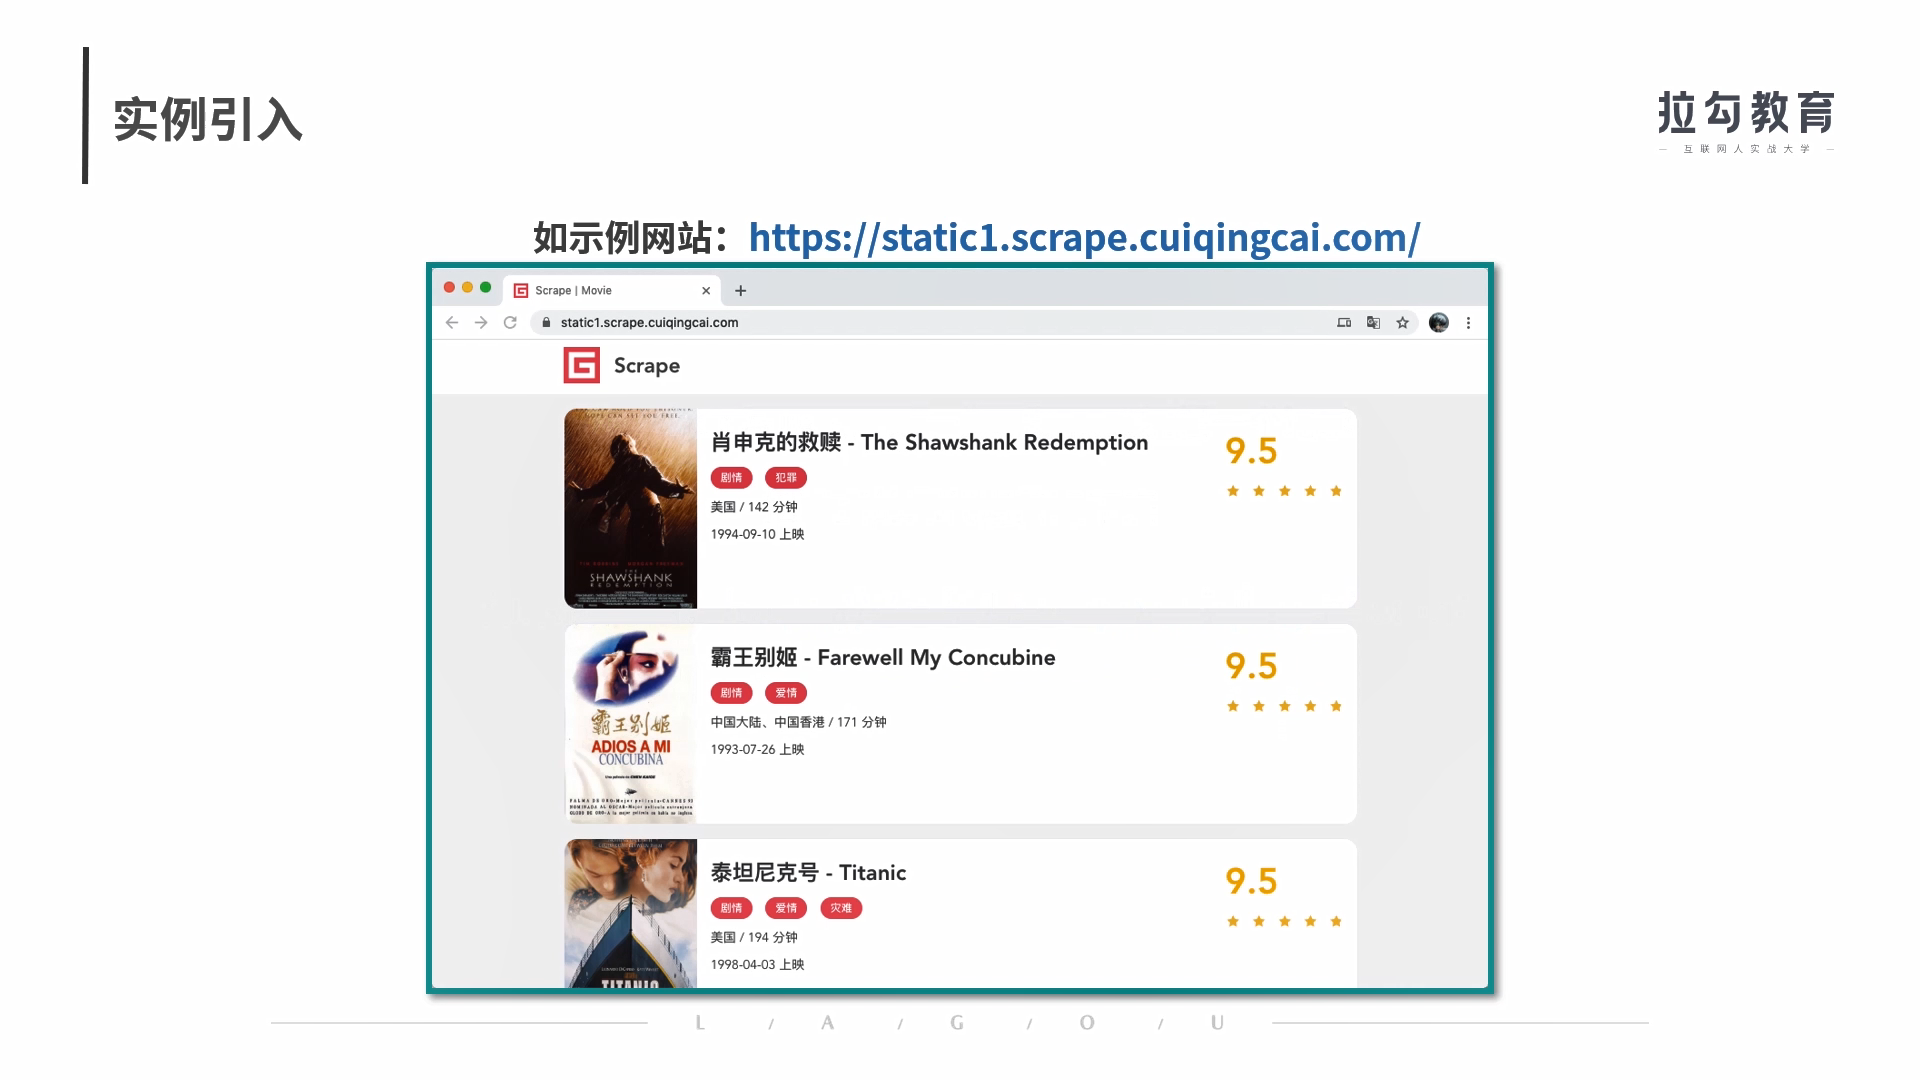 实例引入
拉勾教育
— 互联网人实战大学 —
如示例网站：https://static1.scrape.cuiqingcai.com/
Scrape | Movie
static1.scrape.cuiqingcai.com
Scrape
肖申克的救赎 - The Shawshank Redemption
9.5
剧情 犯罪
美国 / 142 分钟
1994-09-10 上映
THE
SHAWSHANK
REDEMPTION
霸王别姬 - Farewell My Concubine
9.5
剧情 爱情
中国大陆、中国香港 / 171 分钟
1993-07-26 上映
霸王别姬
ADIOS A MI
CONCUBINA
泰坦尼克号 - Titanic
9.5
剧情 爱情 灾难
美国 / 194 分钟
1998-04-03 上映
TITANIC
L / A / G / O / U